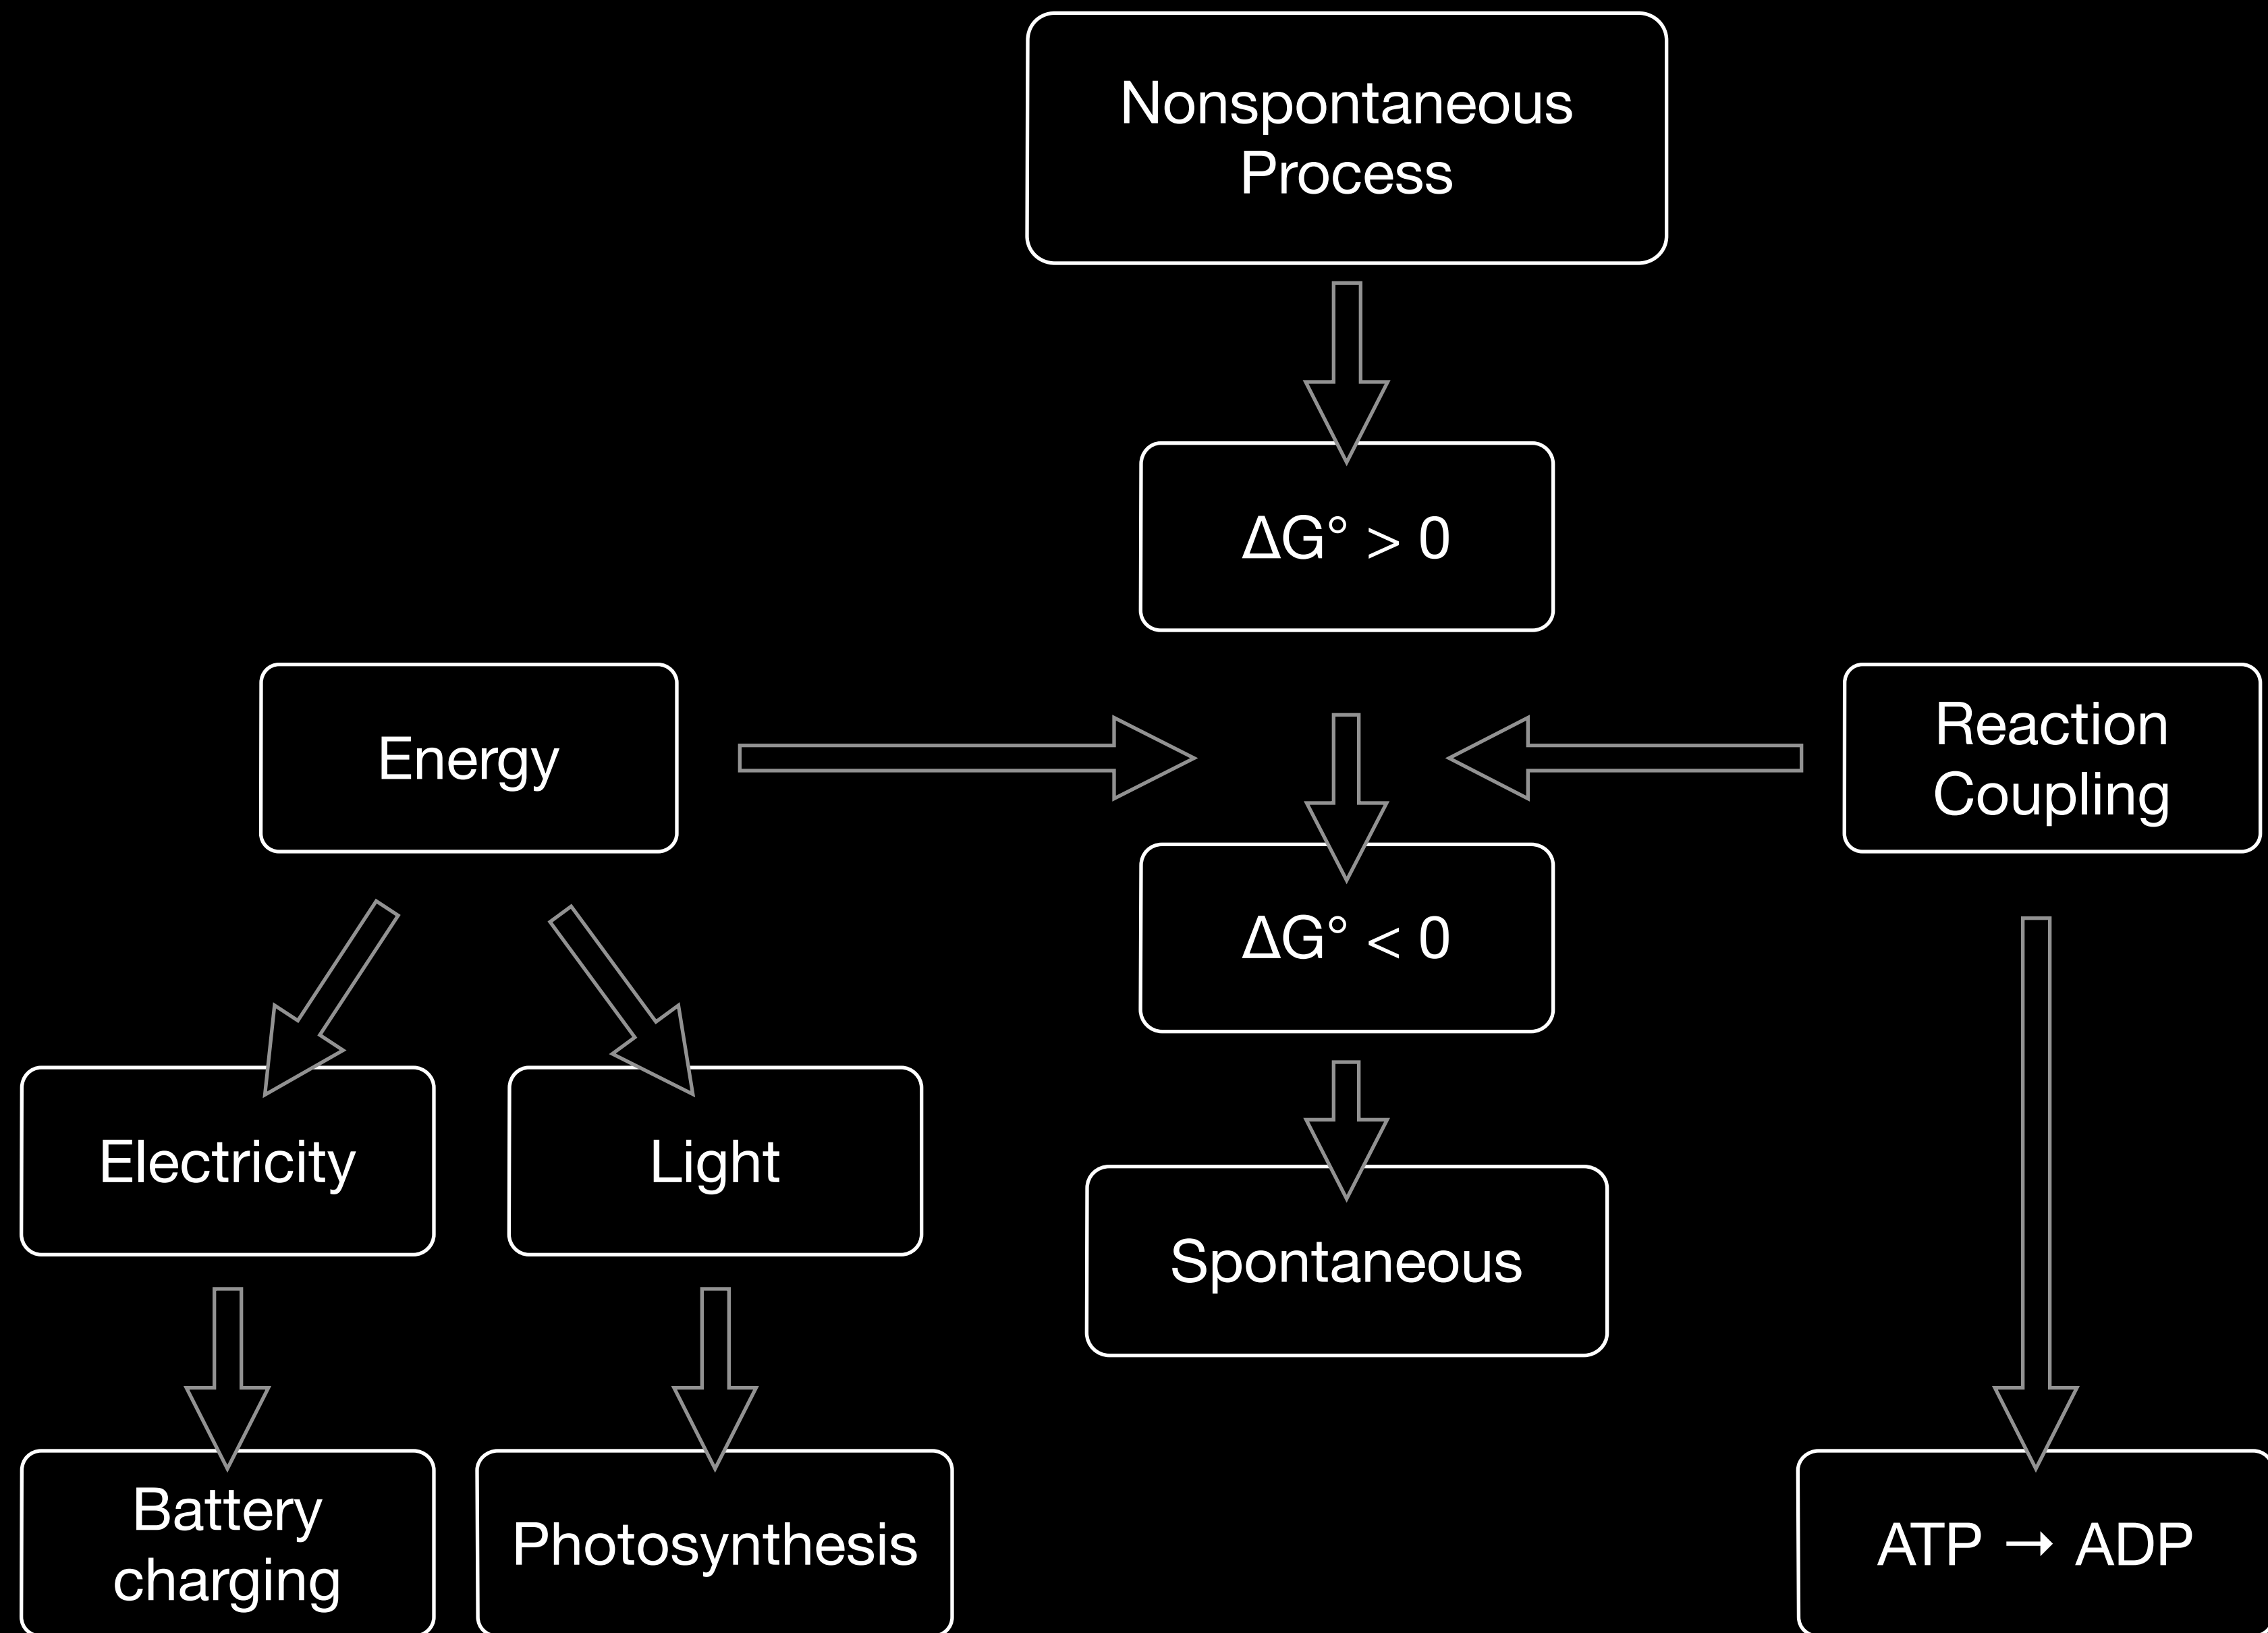 Nonspontaneous
Process
ΔG° > 0
Energy
Reaction
Coupling
ΔG° < 0
Electricity
Light
Spontaneous
Battery
charging
Photosynthesis
ATP → ADP